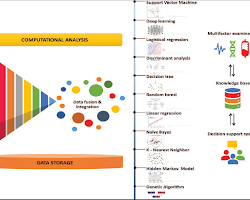 COMPUTATIONAL ANALYSIS
Data fusion &
integration
DATA STORAGE
Support Vector Machine
Deep learning
Logistical regression
Discriminant analysis
Decision tree
Random forest
Linear regression
Naive Bayes
K - Nearest Neighbor
Hidden Markov Model
Genetic Algorithms
Multifactor examina
Knowledge base
Decision support syste